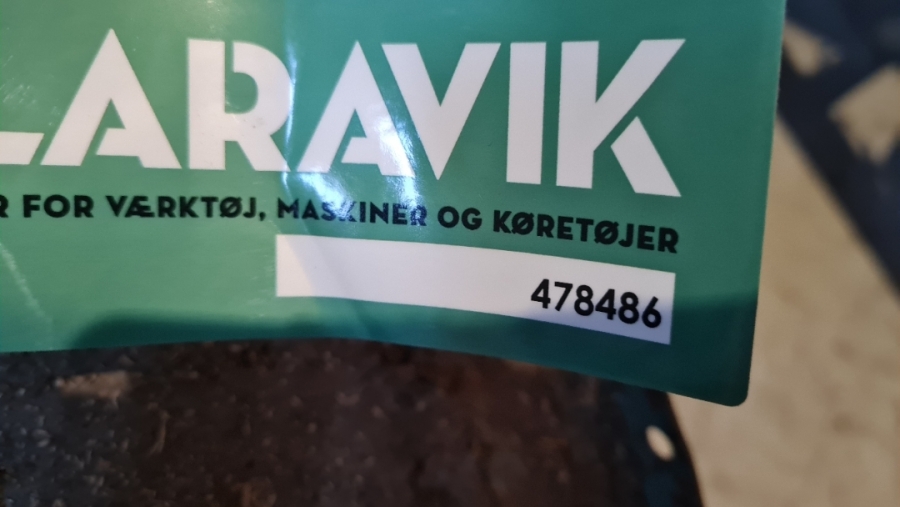 LARAVIK
R FOR VÆRKTØJ, MASKINER OG KØRETØJER
478486